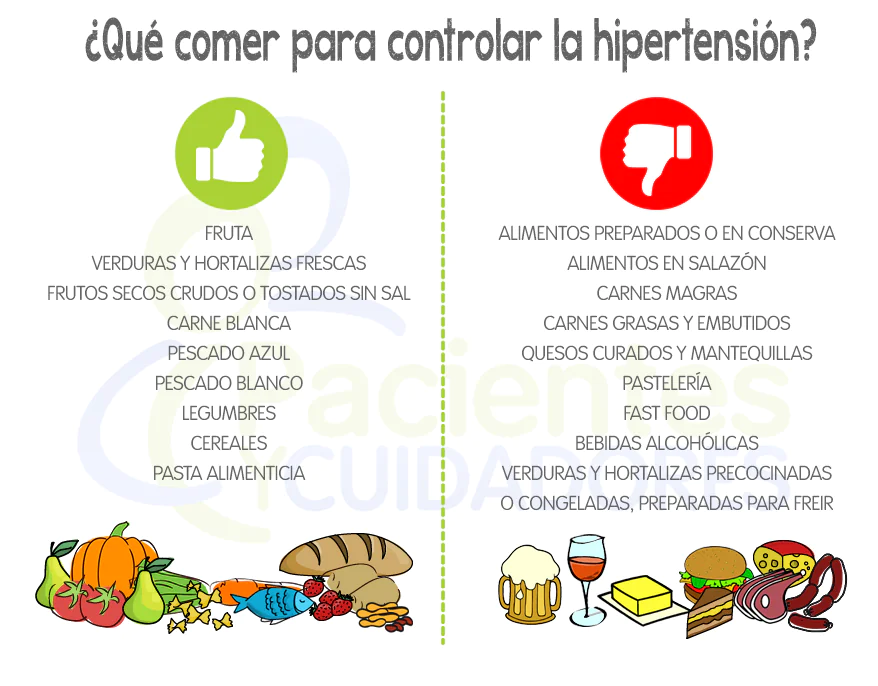 ¿Qué comer para controlar la hipertensión?
FRUTA
VERDURAS Y HORTALIZAS FRESCAS
FRUTOS SECOS CRUDOS O TOSTADOS SIN SAL
CARNE BLANCA
PESCADO AZUL
PESCADO BLANCO
LEGUMBRES
CEREALES
PASTA ALIMENTICIA
ALIMENTOS PREPARADOS O EN CONSERVA
ALIMENTOS EN SALAZÓN
CARNES MAGRAS
CARNES GRASAS Y EMBUTIDOS
QUESOS CURADOS Y MANTEQUILLAS
PASTELERÍA
FAST FOOD
BEBIDAS ALCOHÓLICAS
VERDURAS Y HORTALIZAS PRECOCINADAS
O CONGELADAS, PREPARADAS PARA FREIR
Pacientes
Y CUIDADORES